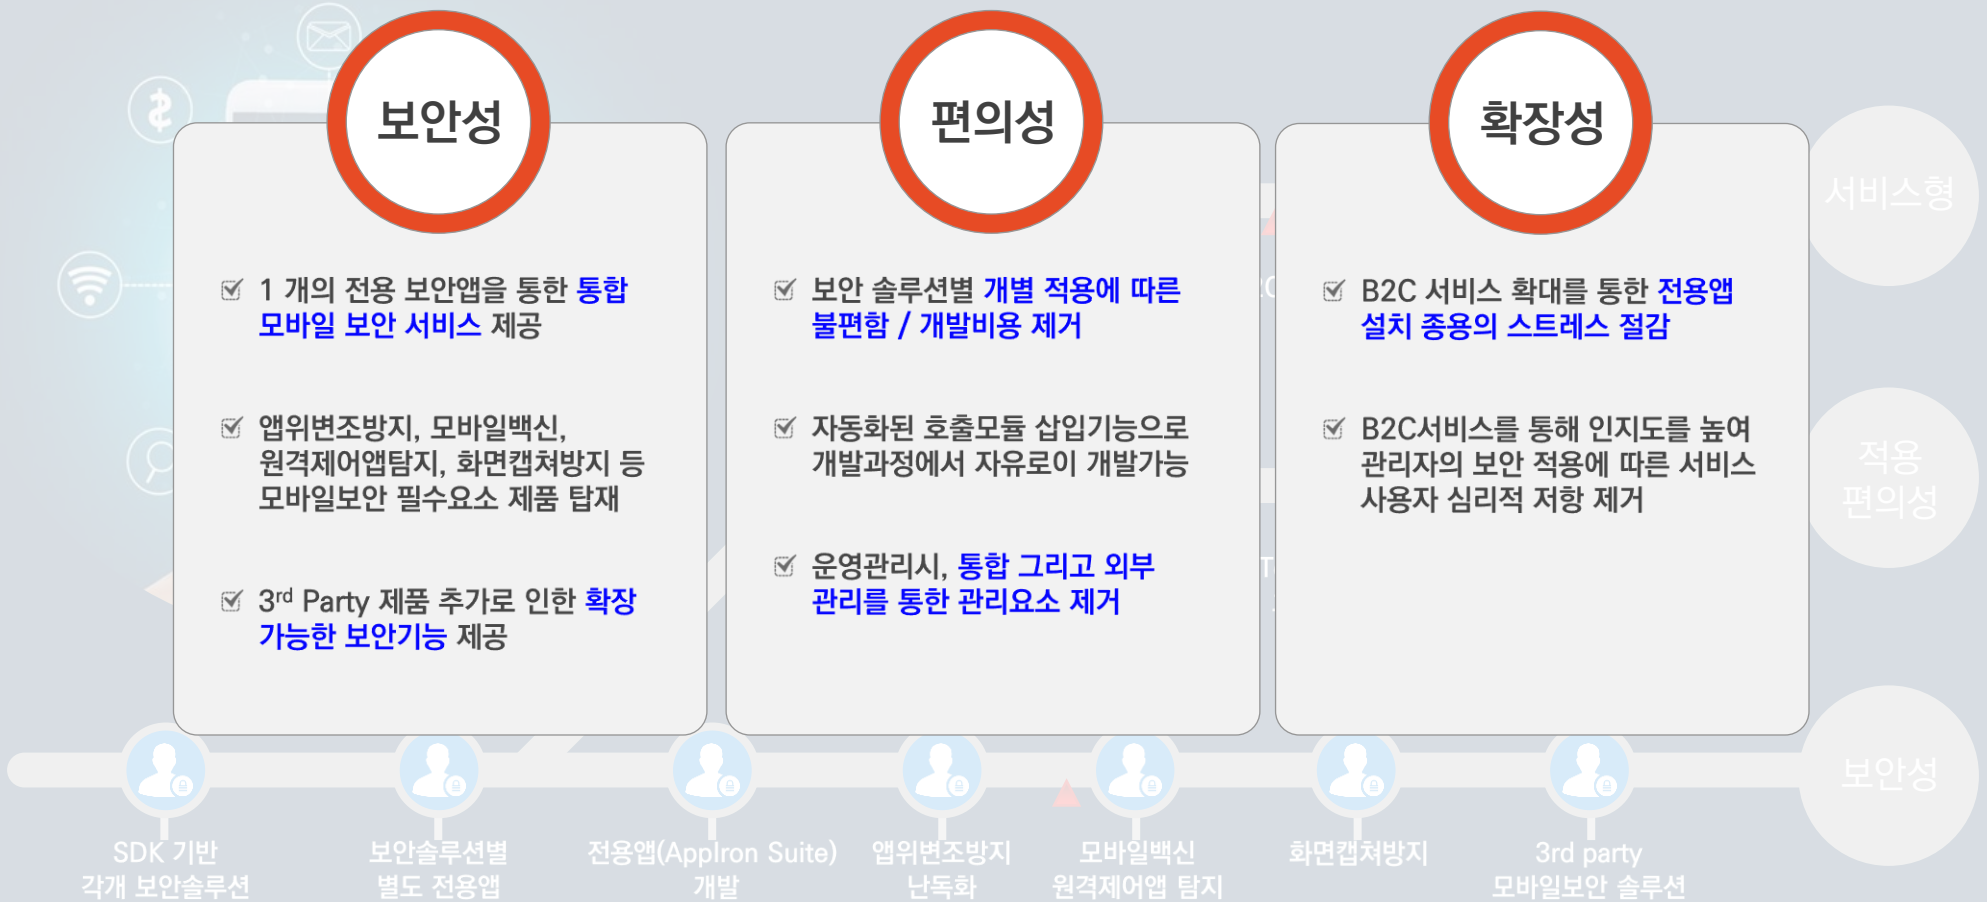 보안성
1 개의 전용 보안앱을 통한 통합
모바일 보안 서비스 제공
앱위변조방지, 모바일백신,
원격제어앱탐지, 화면캡쳐방지 등
모바일보안 필수요소 제품 탑재
3rd Party 제품 추가로 인한 확장
가능한 보안기능 제공
편의성
보안 솔루션별 개별 적용에 따른
불편함 / 개발비용 제거
자동화된 호출모듈 삽입기능으로
개발과정에서 자유로이 개발가능
운영관리시, 통합 그리고 외부
관리를 통한 관리요소 제거
확장성
B2C 서비스 확대를 통한 전용앱
설치 종용의 스트레스 절감
B2C서비스를 통해 인지도를 높여
관리자의 보안 적용에 따른 서비스
사용자 심리적 저항 제거
서비스형
적용
편의성
보안성
SDK 기반
각개 보안솔루션
보안솔루션별
별도 전용앱
전용앱(AppIron Suite)
개발
앱위변조방지
난독화
모바일백신
원격제어앱 탐지
화면캡쳐방지
3rd party
모바일보안 솔루션